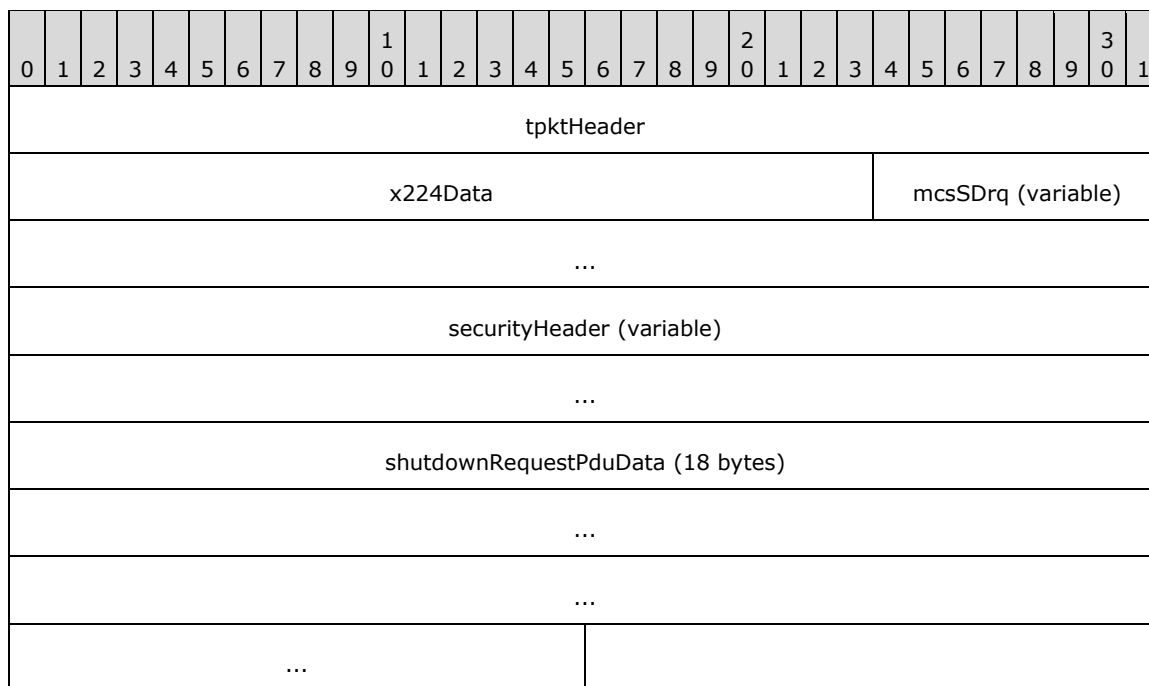 1 2 3
0 1 2 3 4 5 6 7 8 9 0 1 2 3 4 5 6 7 8 9 0 1 2 3 4 5 6 7 8 9 0 1
tpktHeader
x224Data mcsSDrq (variable)
...
securityHeader (variable)
...
shutdownRequestPduData (18 bytes)
...
...
...